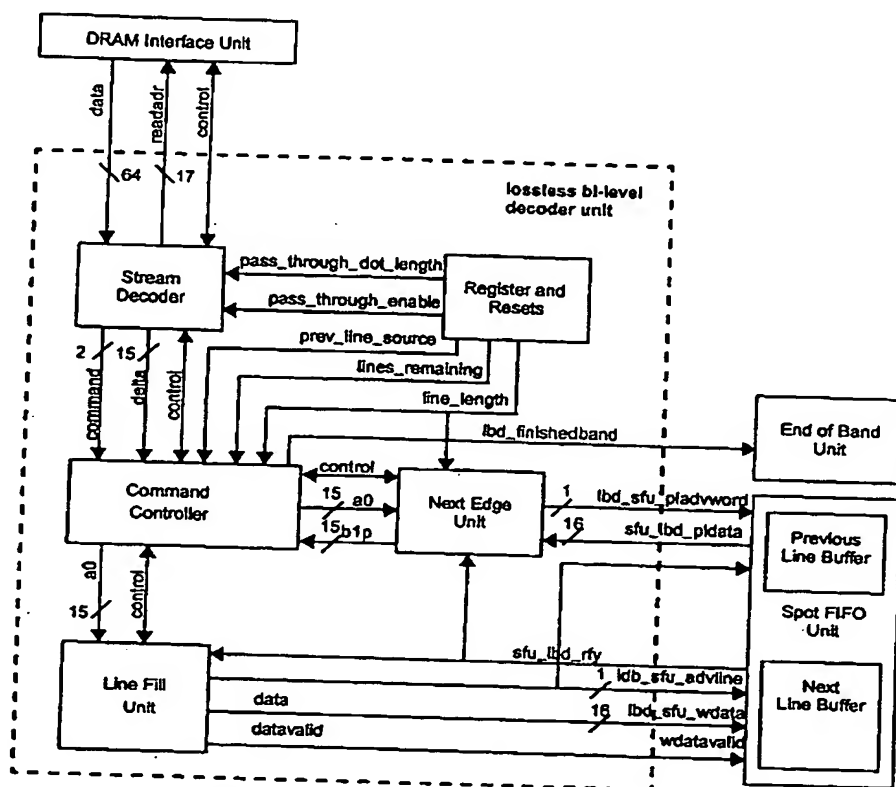 DRAM Interface Unit
data
readadr
control
64
17
lossless bi-level
decoder unit
Stream
Decoder
pass_through_dot_length
pass_through_enable
Register and
Resets
prev_line_source
lines_remaining
line_length
2
15
command
delta
control
lbd_finishedband
End of Band
Unit
Command
Controller
control
15
a0
15
b1p
Next Edge
Unit
1
lbd_sfu_pladvword
16
sfu_lbd_pldata
Previous
Line Buffer
Spot FIFO
Unit
a0
15
control
sfu_lbd_rfy
Line Fill
Unit
1
ldb_sfu_advline
data
16
lbd_sfu_wdata
datavalid
wdatavalid
Next
Line Buffer